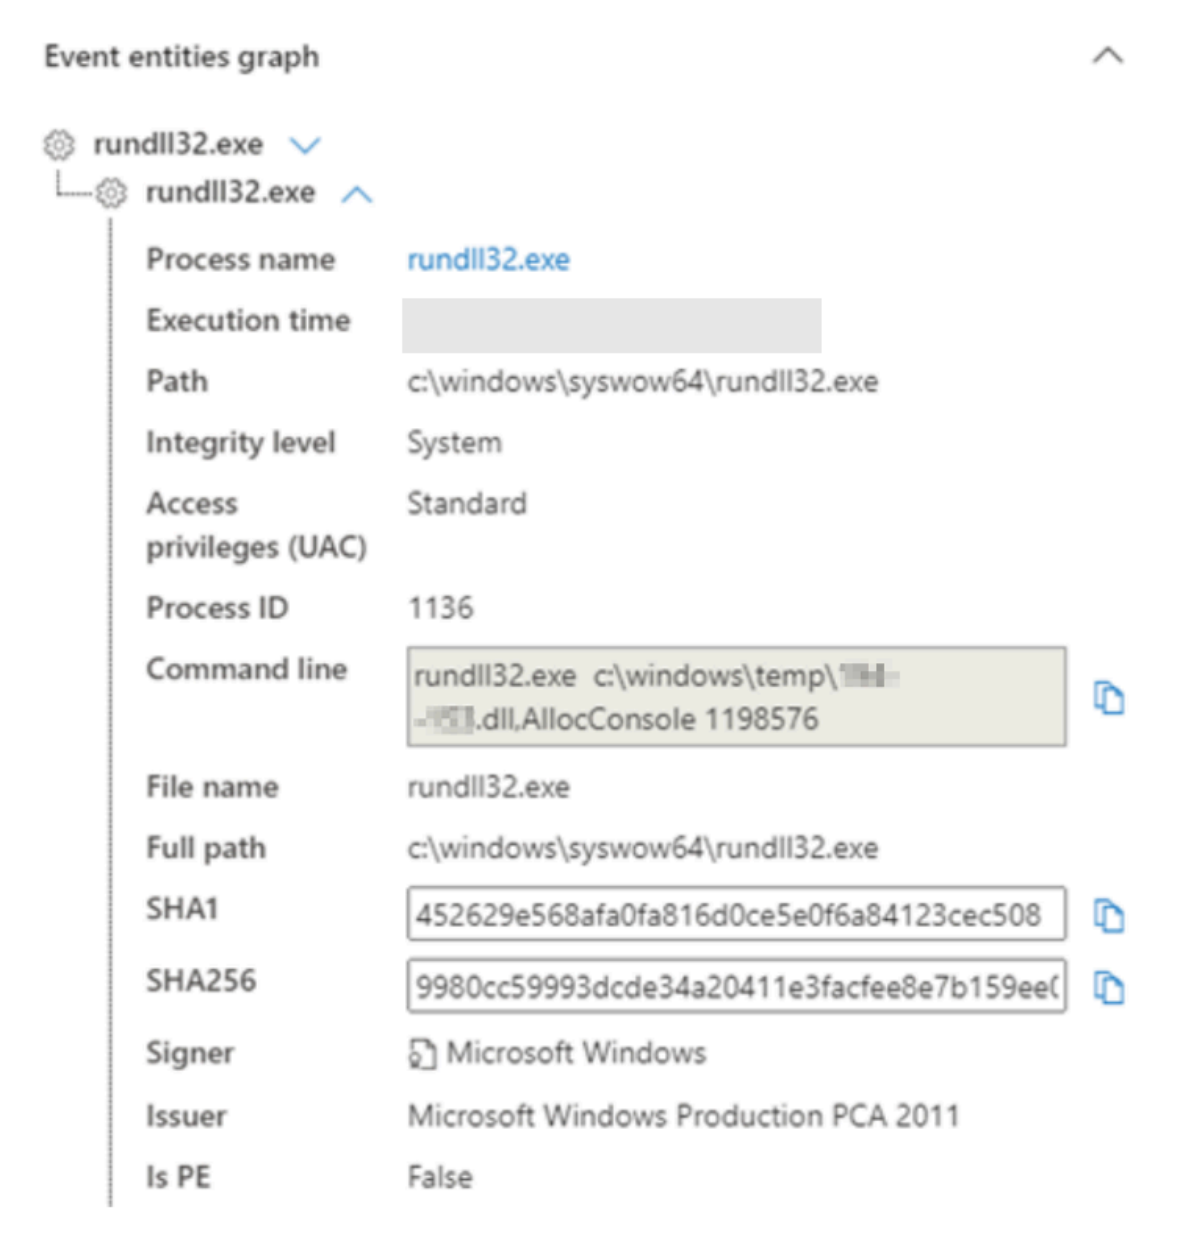 Event entities graph
rundll32.exe
rundll32.exe
Process name rundll32.exe
Execution time
Path c:\windows\syswow64\rundll32.exe
Integrity level System
Access Standard
privileges (UAC)
Process ID 1136
Command line rundll32.exe c:\windows\temp\
.dll,AllocConsole 1198576
File name rundll32.exe
Full path c:\windows\syswow64\rundll32.exe
SHA1 452629e568afa0fa816d0ce5e0f6a84123cec508
SHA256 9980cc59993dcde34a20411e3facfee8e7b159ee
Signer Microsoft Windows
Issuer Microsoft Windows Production PCA 2011
Is PE False